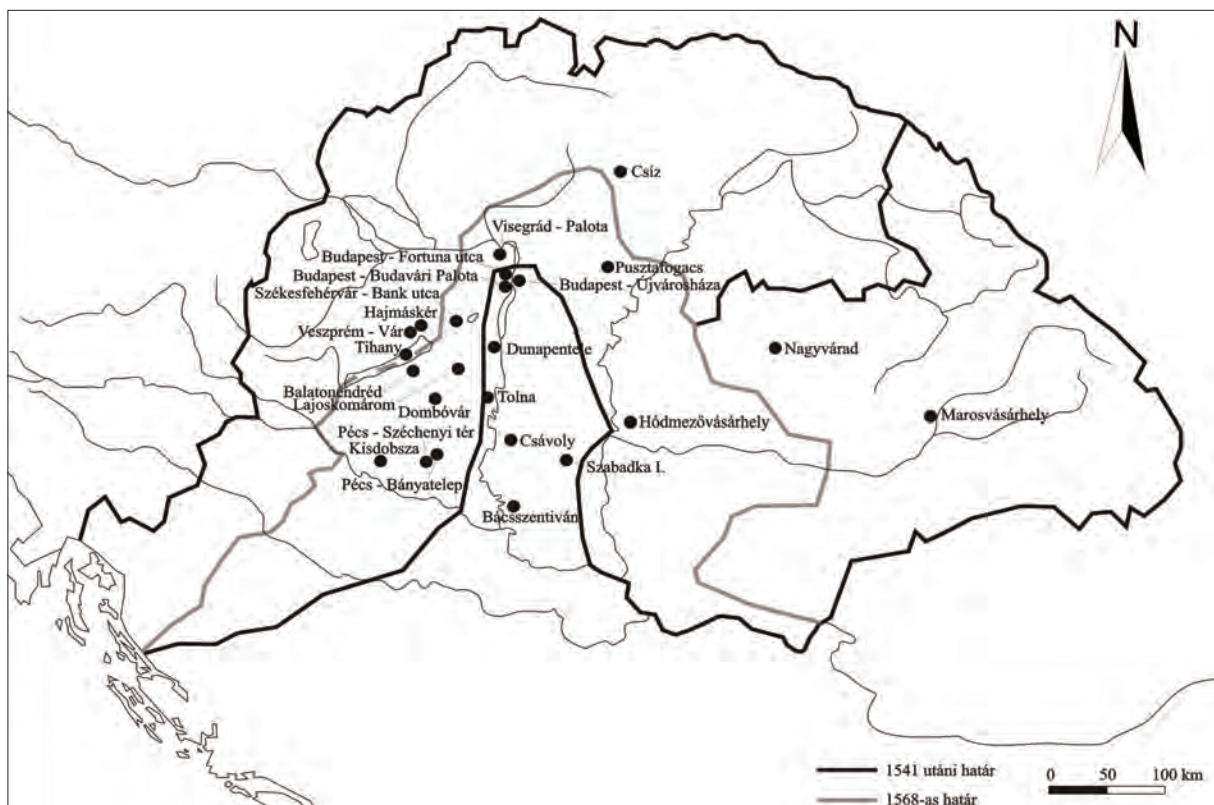 N
Csíz
Visegrád - Palota
Budapest - Fortuna utca
Budapest - Budavári Palota
Székesfehérvár - Bank utca
Pusztafogacs
Budapest - Újvárosháza
Hajmáskér
Veszprém - Vár
Tihany
Dunapentele
Nagyvárad
Balatonendréd
Lajoskomárom
Dombóvár
Tolna
Hódmezővásárhely
Marosvásárhely
Pécs - Széchenyi tér
Kisdobsza
Csávoly
Szabadka I.
Pécs - Bányatelep
Bácsszentiván
1541 utáni határ
1568-as határ
0 50 100 km